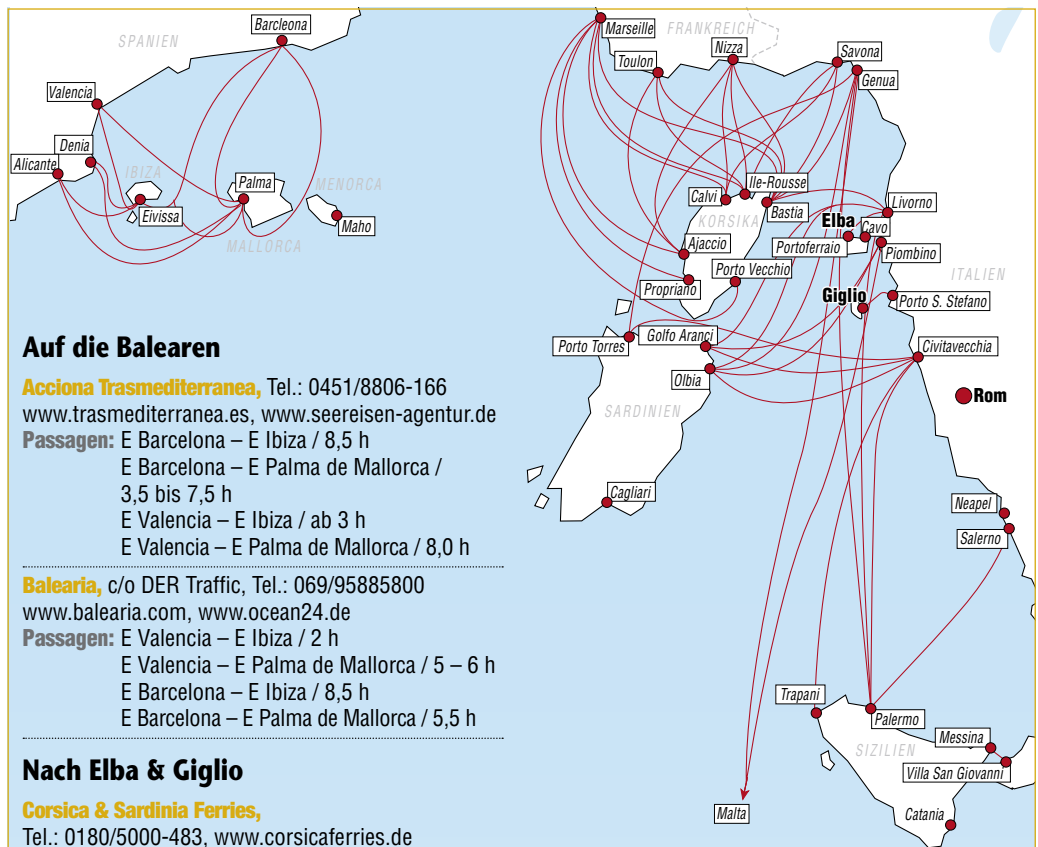 Barcleona
SPANIEN
Valencia
Denia
Alicante
IBIZA
Eivissa
Palma
MENORCA
Maho
MALLORCA
Marseille
FRANKREICH
Toulon
Nizza
Savona
Genua
Calvi
Ile-Rousse
Bastia
KORSIKA
Livorno
Elba
Cavo
Portoferraio
Piombino
Ajaccio
Porto Vecchio
Propriano
ITALIEN
Giglio
Porto S. Stefano
Porto Torres
Golfo Aranci
Civitavecchia
Olbia
Rom
SARDINIEN
Cagliari
Neapel
Salerno
Trapani
Palermo
Messina
SIZILIEN
Villa San Giovanni
Malta
Catania
Auf die Balearen
Acciona Trasmediterranea, Tel.: 0451/8806-166
www.trasmediterranea.es, www.seereisen-agentur.de
Passagen: E Barcelona – E Ibiza / 8,5 h
E Barcelona – E Palma de Mallorca /
3,5 bis 7,5 h
E Valencia – E Ibiza / ab 3 h
E Valencia – E Palma de Mallorca / 8,0 h
Balearia, c/o DER Traffic, Tel.: 069/95885800
www.balearia.com, www.ocean24.de
Passagen: E Valencia – E Ibiza / 2 h
E Valencia – E Palma de Mallorca / 5 – 6 h
E Barcelona – E Ibiza / 8,5 h
E Barcelona – E Palma de Mallorca / 5,5 h
Nach Elba & Giglio
Corsica & Sardinia Ferries,
Tel.: 0180/5000-483, www.corsicaferries.de